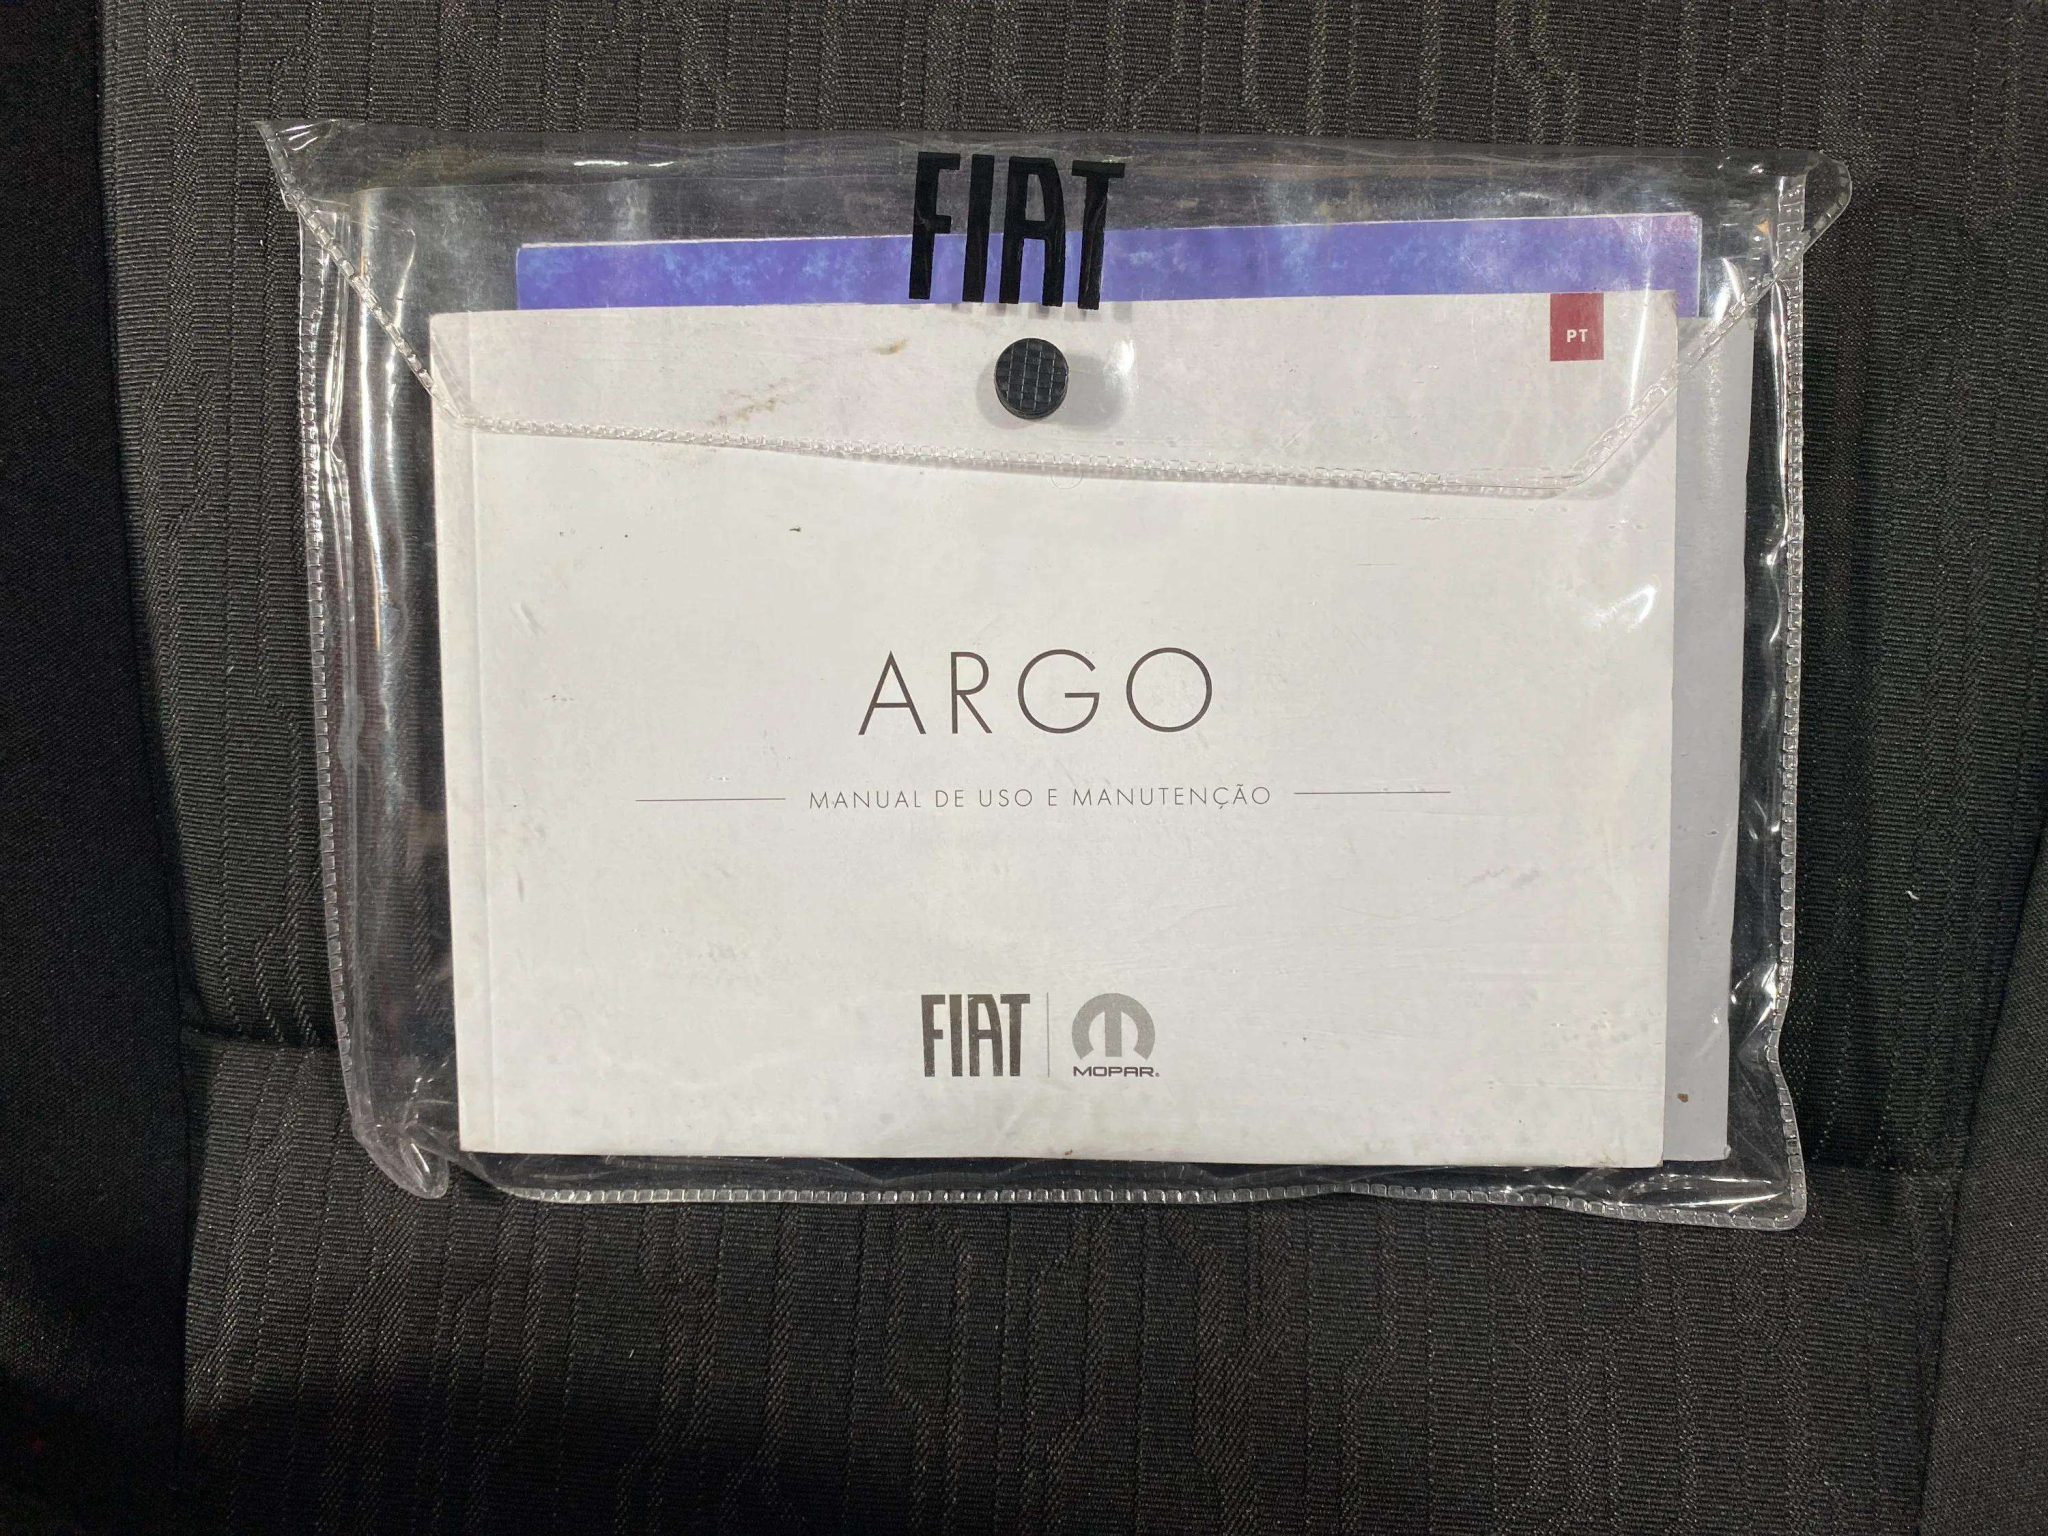 FIAT
PT
ARGO
MANUAL DE USO E MANUTENÇÃO
FIAT
MOPAR®